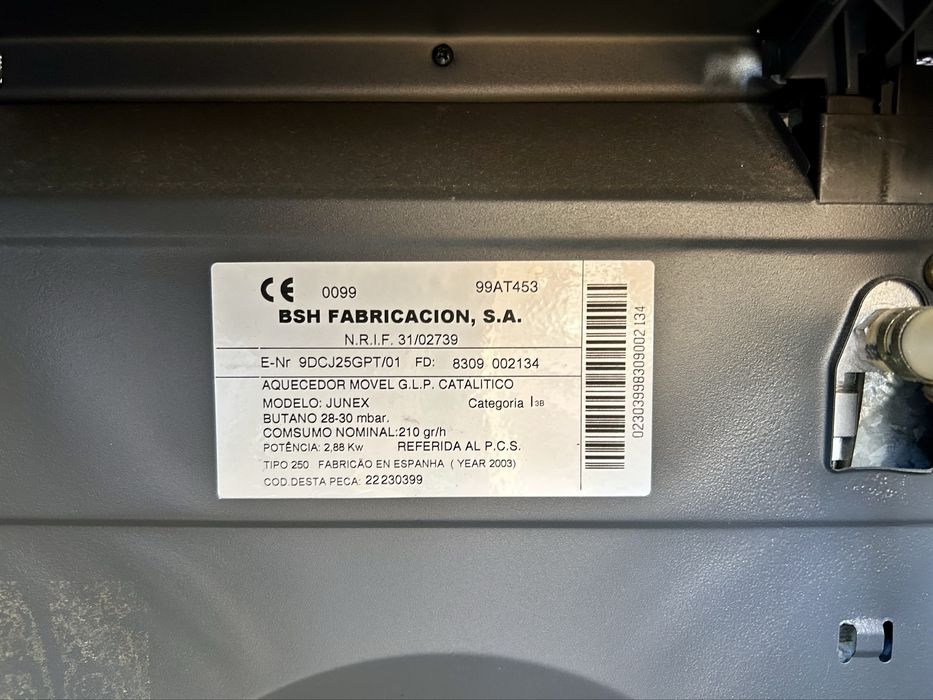 CE 0099 99AT453
BSH FABRICACION, S.A.
N.R.I.F. 31/02739
E-Nr 9DCJ25GPT/01 FD: 8309 002134
AQUECEDOR MOVEL G.L.P. CATALITICO
MODELO: JUNEX Categoria I3B
BUTANO 28-30 mbar.
COMSUMO NOMINAL:210 gr/h
POTÊNCIA: 2,88 Kw REFERIDA AL P.C.S.
TIPO 250 FABRICÃO EN ESPANHA ( YEAR 2003)
COD.DESTA PECA: 22230399
02303998309002134